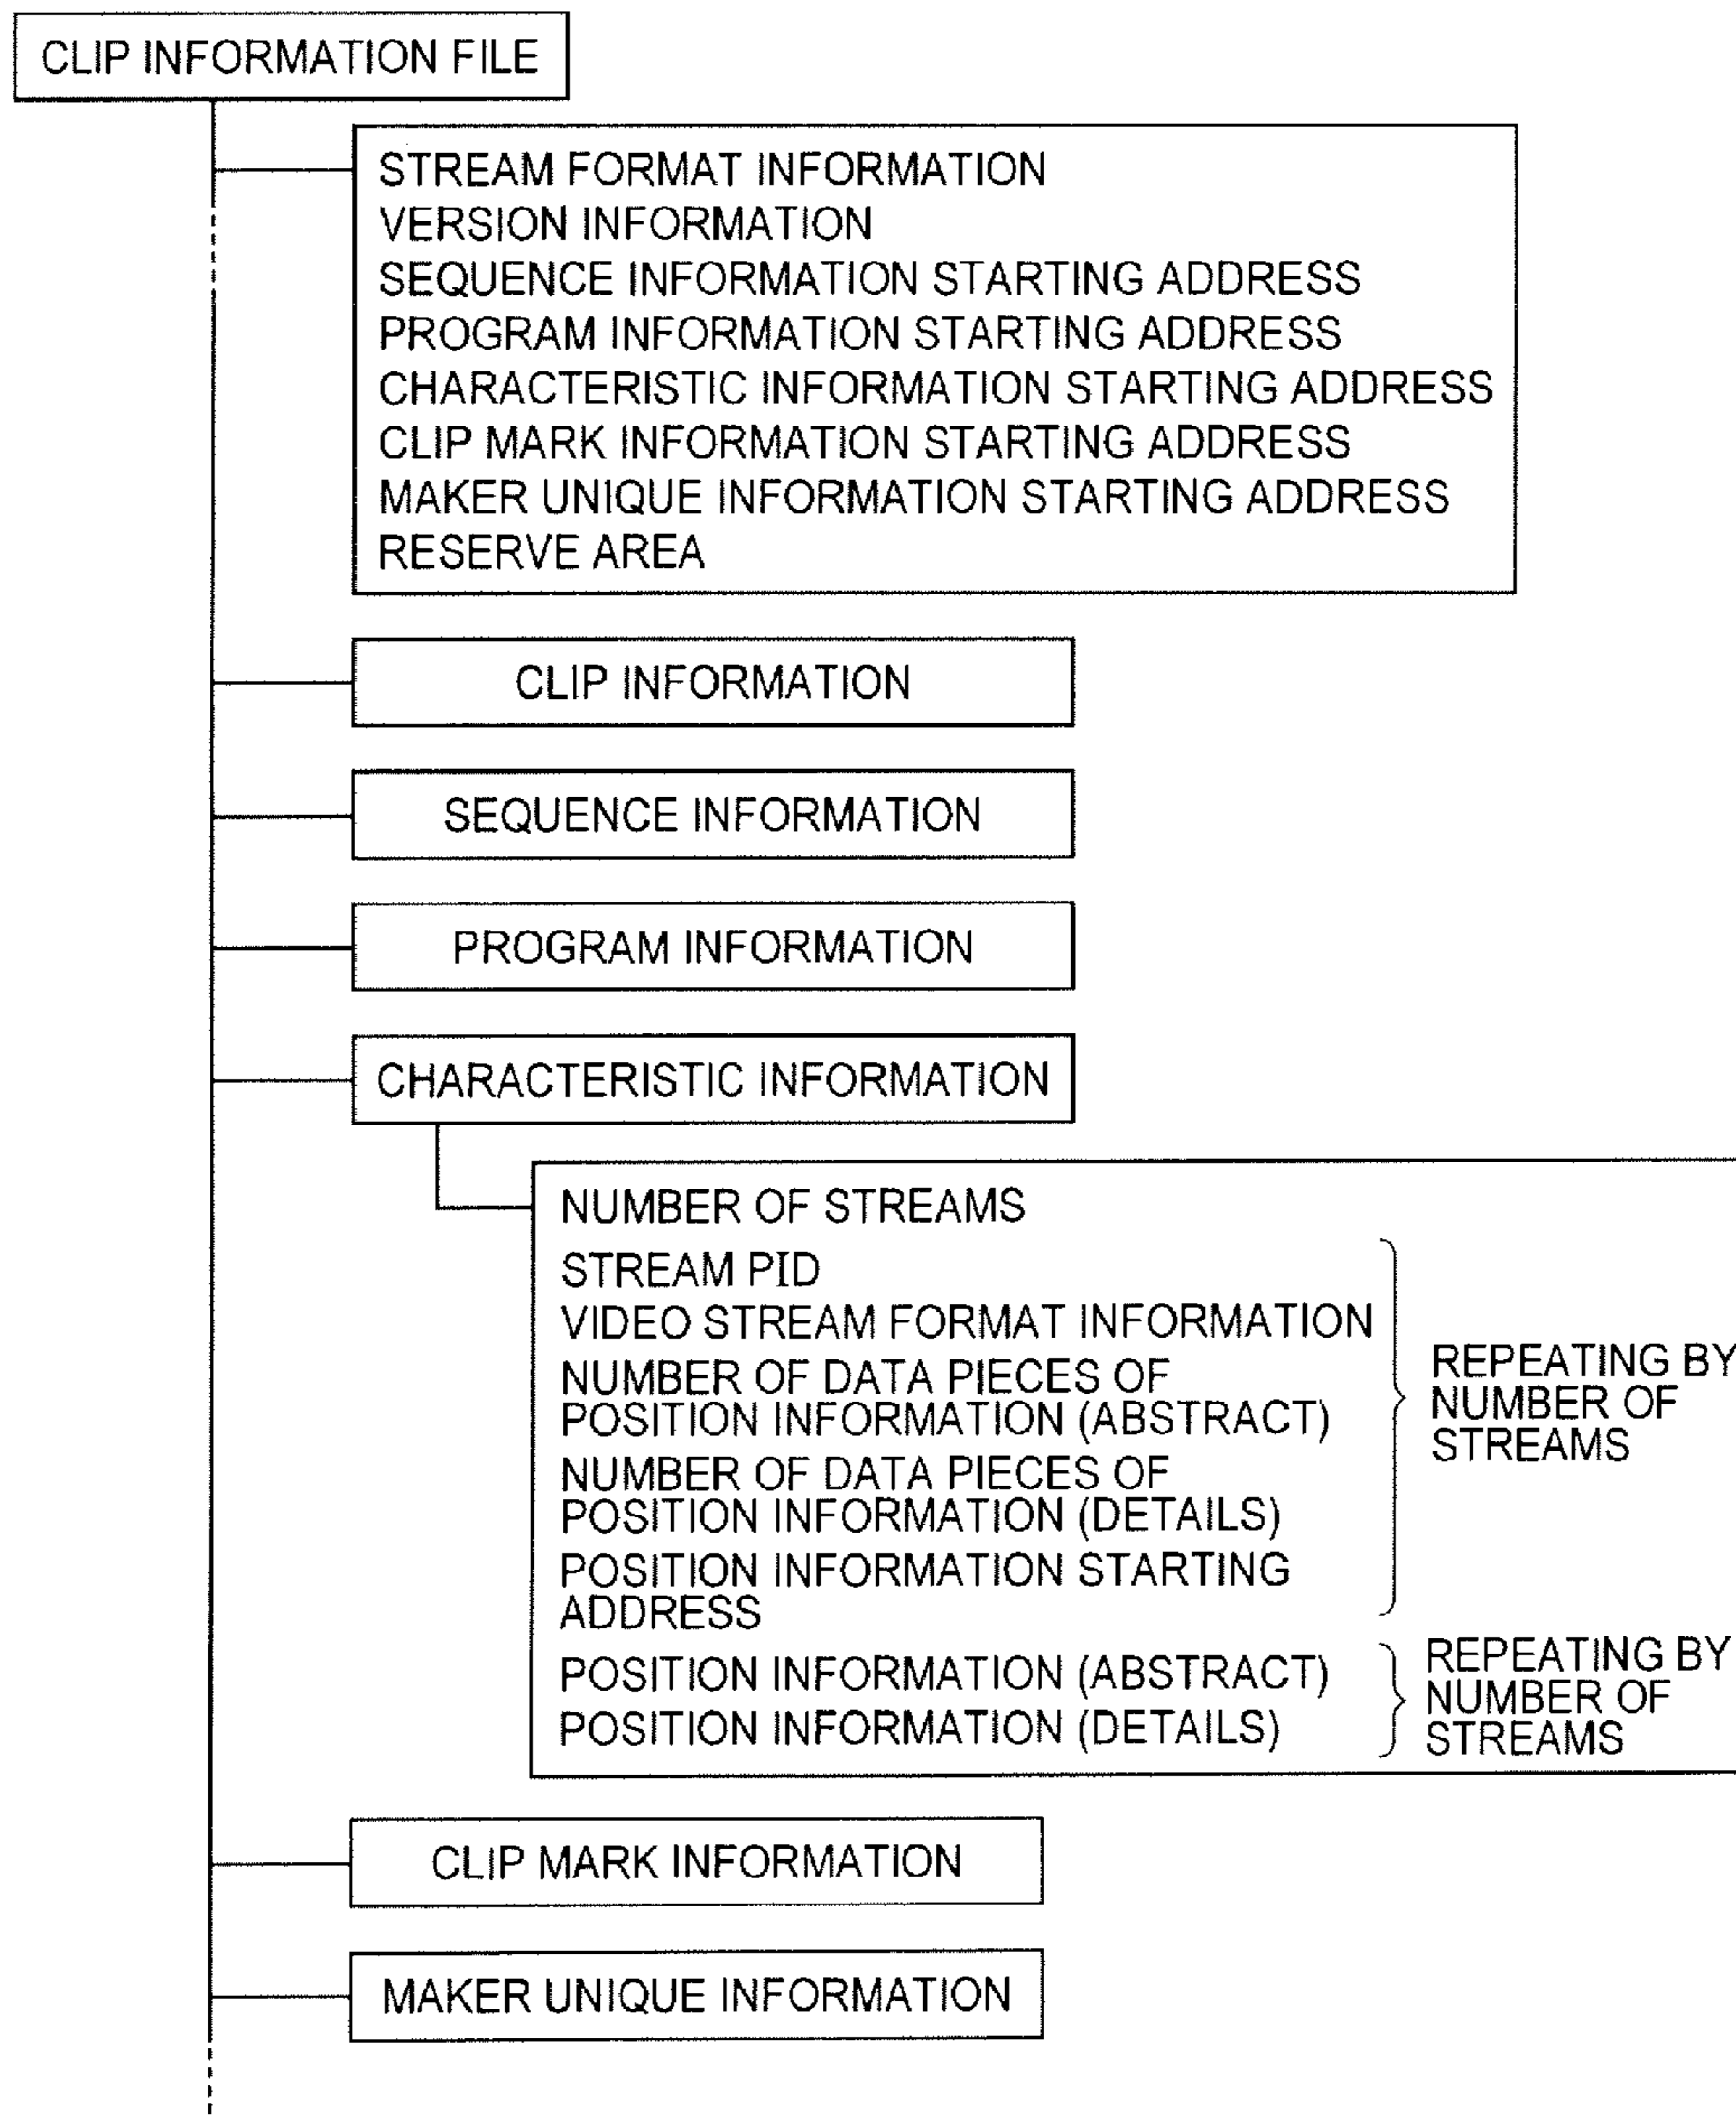 CLIP INFORMATION FILE
STREAM FORMAT INFORMATION
VERSION INFORMATION
SEQUENCE INFORMATION STARTING ADDRESS
PROGRAM INFORMATION STARTING ADDRESS
CHARACTERISTIC INFORMATION STARTING ADDRESS
CLIP MARK INFORMATION STARTING ADDRESS
MAKER UNIQUE INFORMATION STARTING ADDRESS
RESERVE AREA
CLIP INFORMATION
SEQUENCE INFORMATION
PROGRAM INFORMATION
CHARACTERISTIC INFORMATION
NUMBER OF STREAMS
STREAM PID
VIDEO STREAM FORMAT INFORMATION
NUMBER OF DATA PIECES OF
POSITION INFORMATION (ABSTRACT)
NUMBER OF DATA PIECES OF
POSITION INFORMATION (DETAILS)
POSITION INFORMATION STARTING
ADDRESS
REPEATING BY
NUMBER OF
STREAMS
POSITION INFORMATION (ABSTRACT)
POSITION INFORMATION (DETAILS)
REPEATING BY
NUMBER OF
STREAMS
CLIP MARK INFORMATION
MAKER UNIQUE INFORMATION